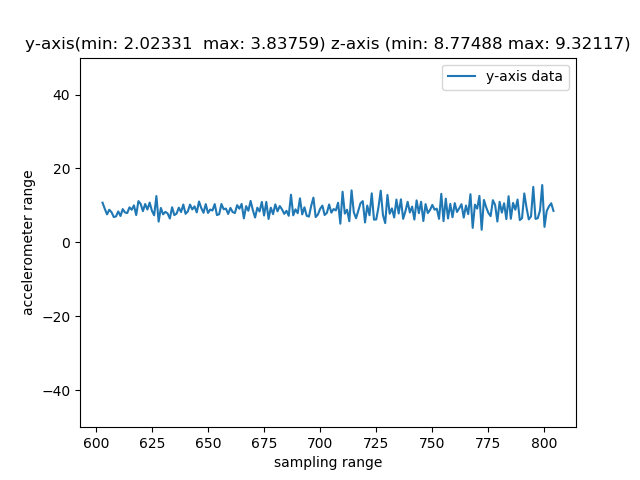 y-axis(min: 2.02331  max: 3.83759) z-axis (min: 8.77488 max: 9.32117)
y-axis data
accelerometer range
40
20
0
−20
−40
600 625 650 675 700 725 750 775 800
sampling range